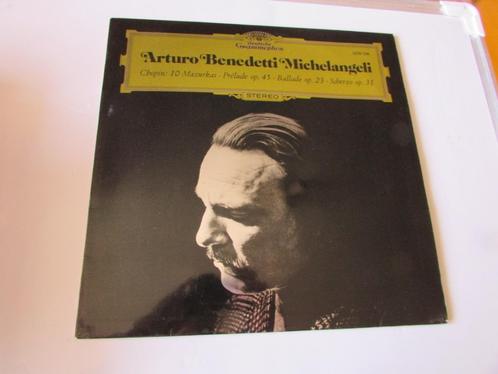 Deutsche
Grammophon
Arturo Benedetti Michelangeli
Chopin: 10 Mazurkas · Prélude op. 45 · Ballade op. 23 · Scherzo op. 31
STEREO